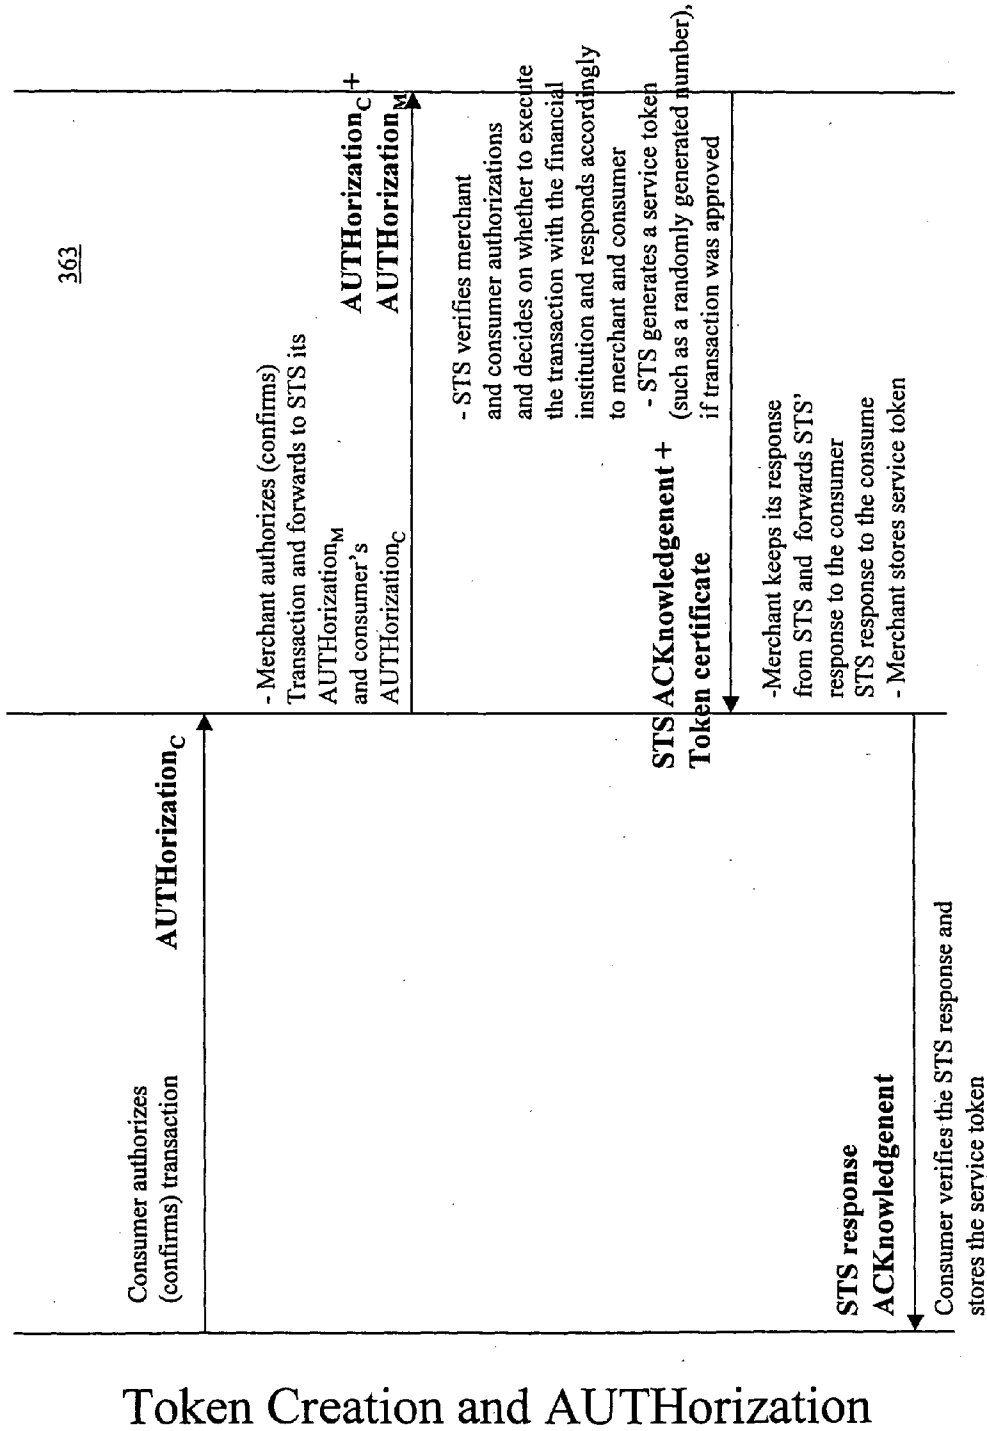 363
Consumer authorizes
(confirms) transaction
AUTHorizationC
- Merchant authorizes (confirms)
Transaction and forwards to STS its
AUTHorizationM
and consumer's
AUTHorizationC
AUTHorizationC +
AUTHorizationM
- STS verifies merchant
and consumer authorizations
and decides on whether to execute
the transaction with the financial
institution and responds accordingly
to merchant and consumer
- STS generates a service token
(such as a randomly generated number),
if transaction was approved
STS ACKnowledgenent +
Token certificate
-Merchant keeps its response
from STS and forwards STS'
response to the consumer
STS response to the consume
- Merchant stores service token
STS response
ACKnowledgenent
Consumer verifies the STS response and
stores the service token
Token Creation and AUTHorization